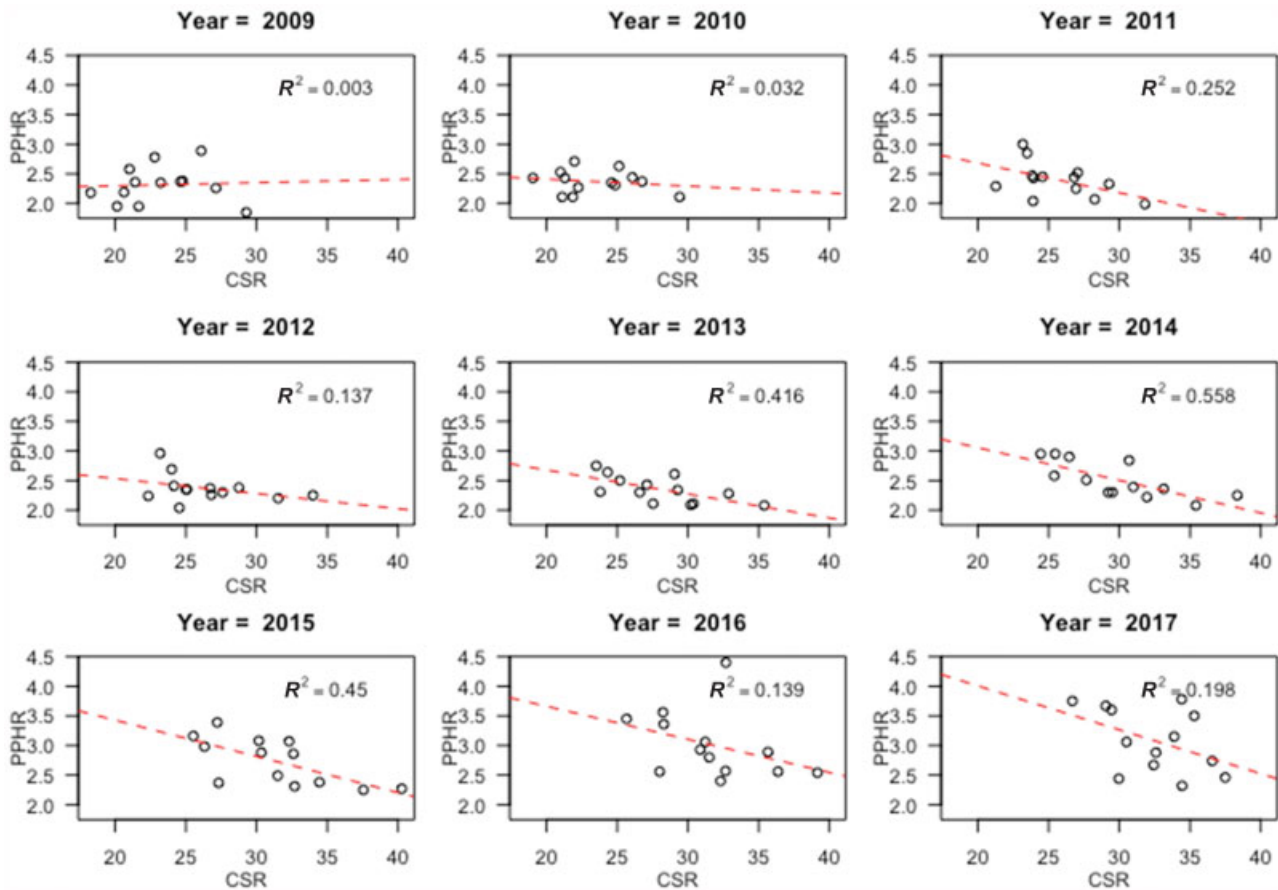 Year = 2009
R² = 0.003
PPHR
4.5
4.0
3.5
3.0
2.5
2.0
20 25 30 35 40
CSR
Year = 2010
R² = 0.032
PPHR
4.5
4.0
3.5
3.0
2.5
2.0
20 25 30 35 40
CSR
Year = 2011
R² = 0.252
PPHR
4.5
4.0
3.5
3.0
2.5
2.0
20 25 30 35 40
CSR
Year = 2012
R² = 0.137
PPHR
4.5
4.0
3.5
3.0
2.5
2.0
20 25 30 35 40
CSR
Year = 2013
R² = 0.416
PPHR
4.5
4.0
3.5
3.0
2.5
2.0
20 25 30 35 40
CSR
Year = 2014
R² = 0.558
PPHR
4.5
4.0
3.5
3.0
2.5
2.0
20 25 30 35 40
CSR
Year = 2015
R² = 0.45
PPHR
4.5
4.0
3.5
3.0
2.5
2.0
20 25 30 35 40
CSR
Year = 2016
R² = 0.139
PPHR
4.5
4.0
3.5
3.0
2.5
2.0
20 25 30 35 40
CSR
Year = 2017
R² = 0.198
PPHR
4.5
4.0
3.5
3.0
2.5
2.0
20 25 30 35 40
CSR